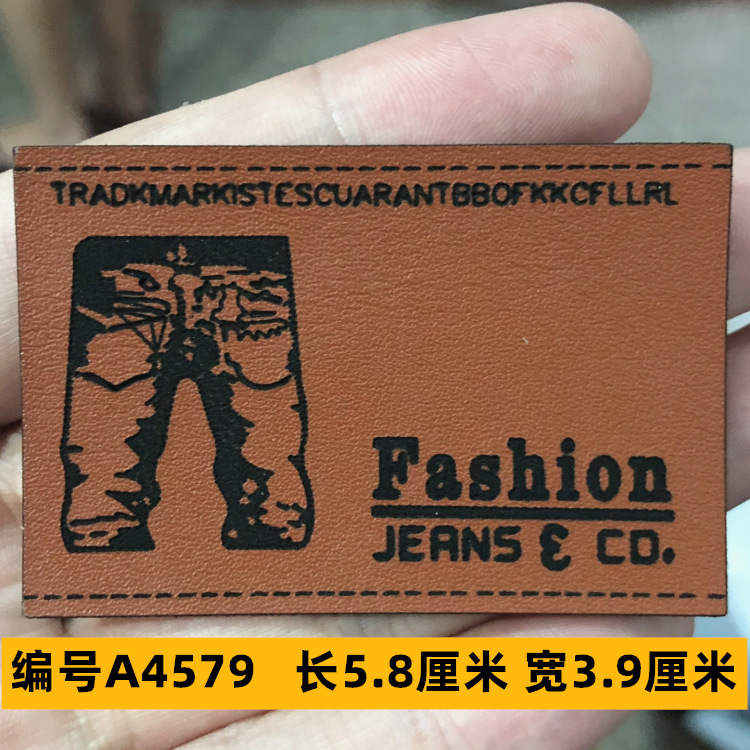 TRADKMARKISTESCUARANTBBOFKKCFLLRL
Fashion
JEANS & CO.
编号A4579 长5.8厘米 宽3.9厘米